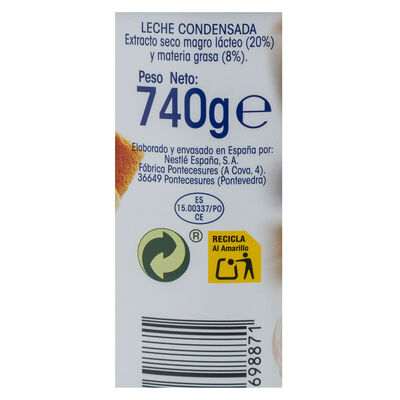 LECHE CONDENSADA
Extracto seco magro lácteo (20%)
y materia grasa (8%).
Peso Neto:
740g e
Elaborado y envasado en España por:
Nestlé España, S.A.
Fábrica Pontecesures (A Cova, 4).
36649 Pontecesures (Pontevedra)
ES
15.00337/PO
CE
®
RECICLA
Al Amarillo
698871